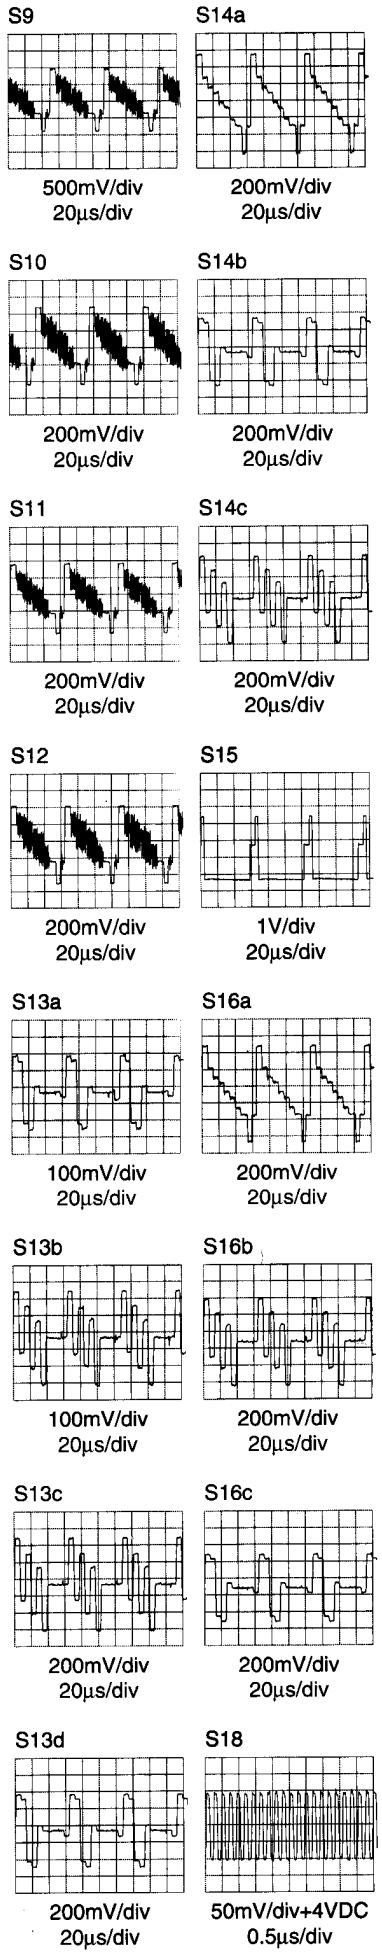 S9
500mV/div
20μs/div
S14a
200mV/div
20μs/div
S10
200mV/div
20μs/div
S14b
200mV/div
20μs/div
S11
200mV/div
20μs/div
S14c
200mV/div
20μs/div
S12
200mV/div
20μs/div
S15
1V/div
20μs/div
S13a
100mV/div
20μs/div
S16a
200mV/div
20μs/div
S13b
100mV/div
20μs/div
S16b
200mV/div
20μs/div
S13c
200mV/div
20μs/div
S16c
200mV/div
20μs/div
S13d
200mV/div
20μs/div
S18
50mV/div+4VDC
0.5μs/div